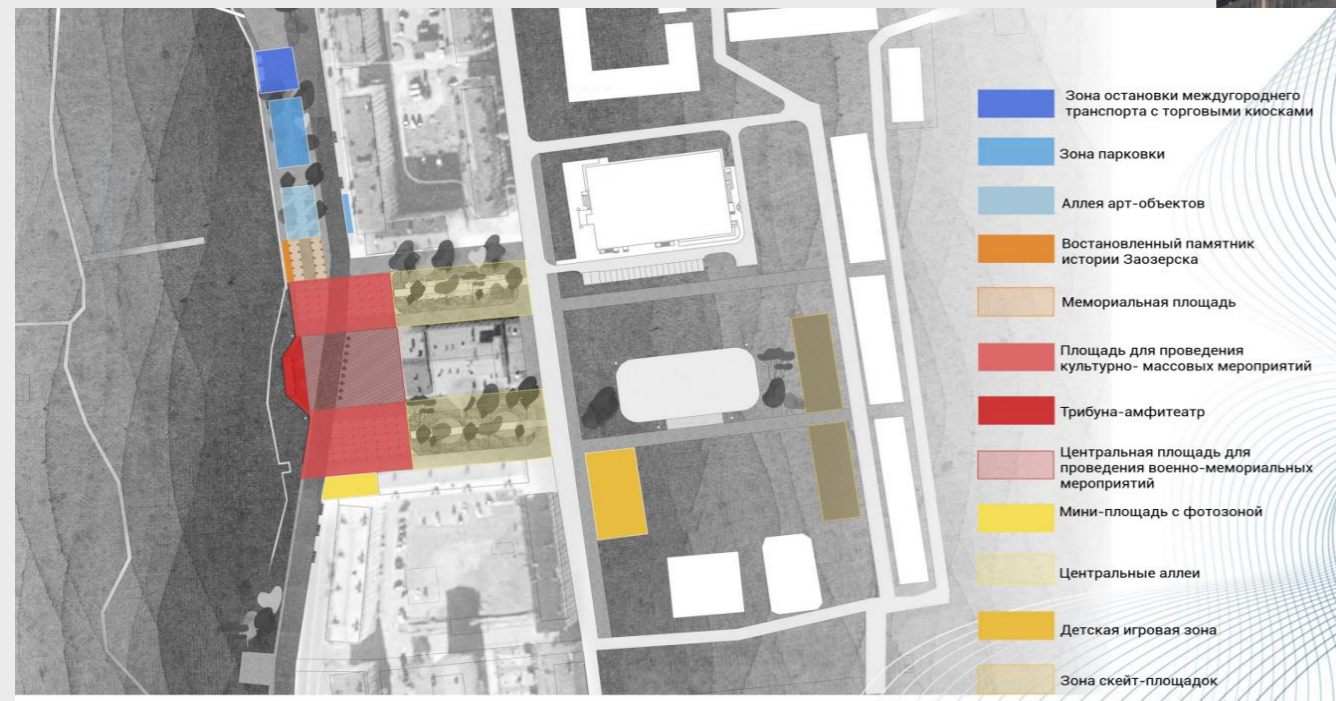 Зона остановки междугороднего
транспорта с торговыми киосками
Зона парковки
Аллея арт-объектов
Востановленный памятник
истории Заозерска
Мемориальная площадь
Площадь для проведения
культурно- массовых мероприятий
Трибуна-амфитеатр
Центральная площадь для
проведения военно-мемориальных
мероприятий
Мини-площадь с фотозоной
Центральные аллеи
Детская игровая зона
Зона скейт-площадок